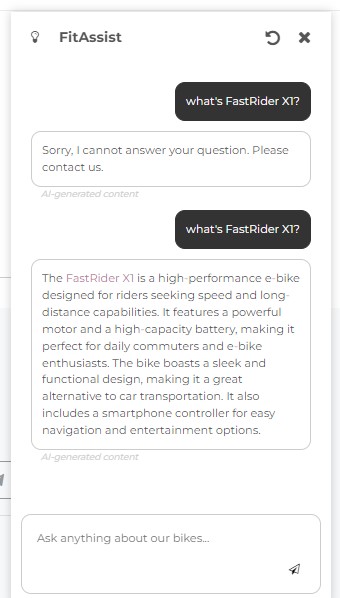 FitAssist
what's FastRider X1?
Sorry, I cannot answer your question. Please
contact us.
AI-generated content
what's FastRider X1?
The FastRider X1 is a high-performance e-bike
designed for riders seeking speed and long-
distance capabilities. It features a powerful
motor and a high-capacity battery, making it
perfect for daily commuters and e-bike
enthusiasts. The bike boasts a sleek and
functional design, making it a great
alternative to car transportation. It also
includes a smartphone controller for easy
navigation and entertainment options.
AI-generated content
Ask anything about our bikes...